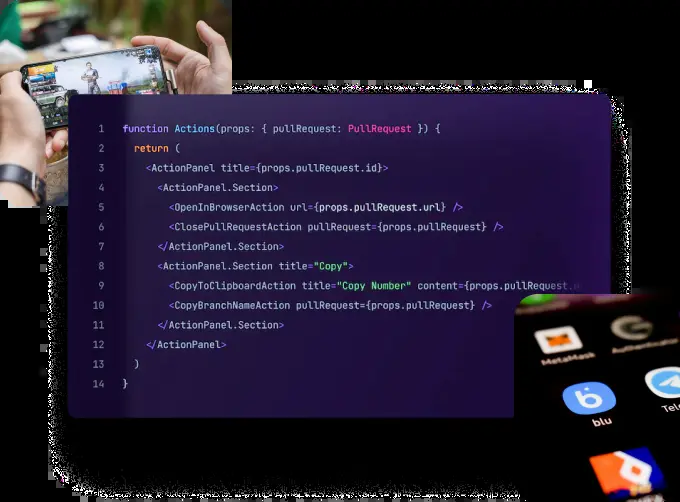 1 function Actions(props: { pullRequest: PullRequest }) {
2 return (
3 <ActionPanel title={props.pullRequest.id}>
4 <ActionPanel.Section>
5 <OpenInBrowserAction url={props.pullRequest.url} />
6 <ClosePullRequestAction pullRequest={props.pullRequest} />
7 </ActionPanel.Section>
8 <ActionPanel.Section title="Copy">
9 <CopyToClipboardAction title="Copy Number" content={props.pullRequest.n
10 <CopyBranchNameAction pullRequest={props.pullRequest} />
11 </ActionPanel.Section>
12 </ActionPanel>
13 )
14 }
MetaMask
Authenticator
blu
Tele